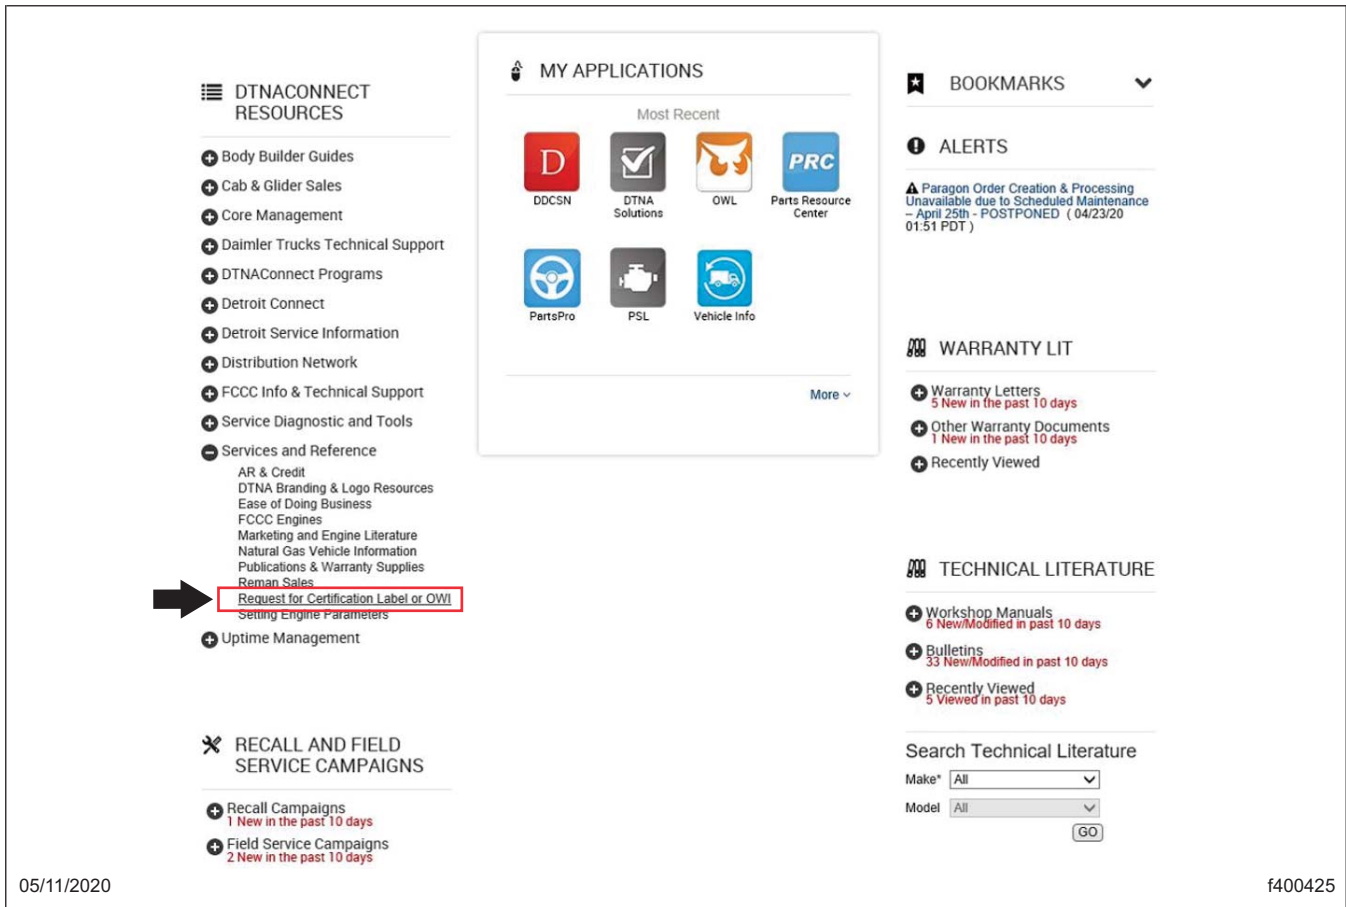 DTNACONNECT
RESOURCES
Body Builder Guides
Cab & Glider Sales
Core Management
Daimler Trucks Technical Support
DTNAConnect Programs
Detroit Connect
Detroit Service Information
Distribution Network
FCCC Info & Technical Support
Service Diagnostic and Tools
Services and Reference
AR & Credit
DTNA Branding & Logo Resources
Ease of Doing Business
FCCC Engines
Marketing and Engine Literature
Natural Gas Vehicle Information
Publications & Warranty Supplies
Reman Sales
Request for Certification Label or OWI
Setting Engine Parameters
Uptime Management
RECALL AND FIELD
SERVICE CAMPAIGNS
Recall Campaigns
1 New in the past 10 days
Field Service Campaigns
2 New in the past 10 days
MY APPLICATIONS
Most Recent
D
PRC
DDCSN
DTNA
Solutions
OWL
Parts Resource
Center
PartsPro
PSL
Vehicle Info
More
BOOKMARKS
ALERTS
Paragon Order Creation & Processing
Unavailable due to Scheduled Maintenance
– April 25th - POSTPONED ( 04/23/20
01:51 PDT )
WARRANTY LIT
Warranty Letters
5 New in the past 10 days
Other Warranty Documents
1 New in the past 10 days
Recently Viewed
TECHNICAL LITERATURE
Workshop Manuals
6 New/Modified in past 10 days
Bulletins
33 New/Modified in past 10 days
Recently Viewed
5 Viewed in past 10 days
Search Technical Literature
Make* All
Model All
GO
05/11/2020
f400425